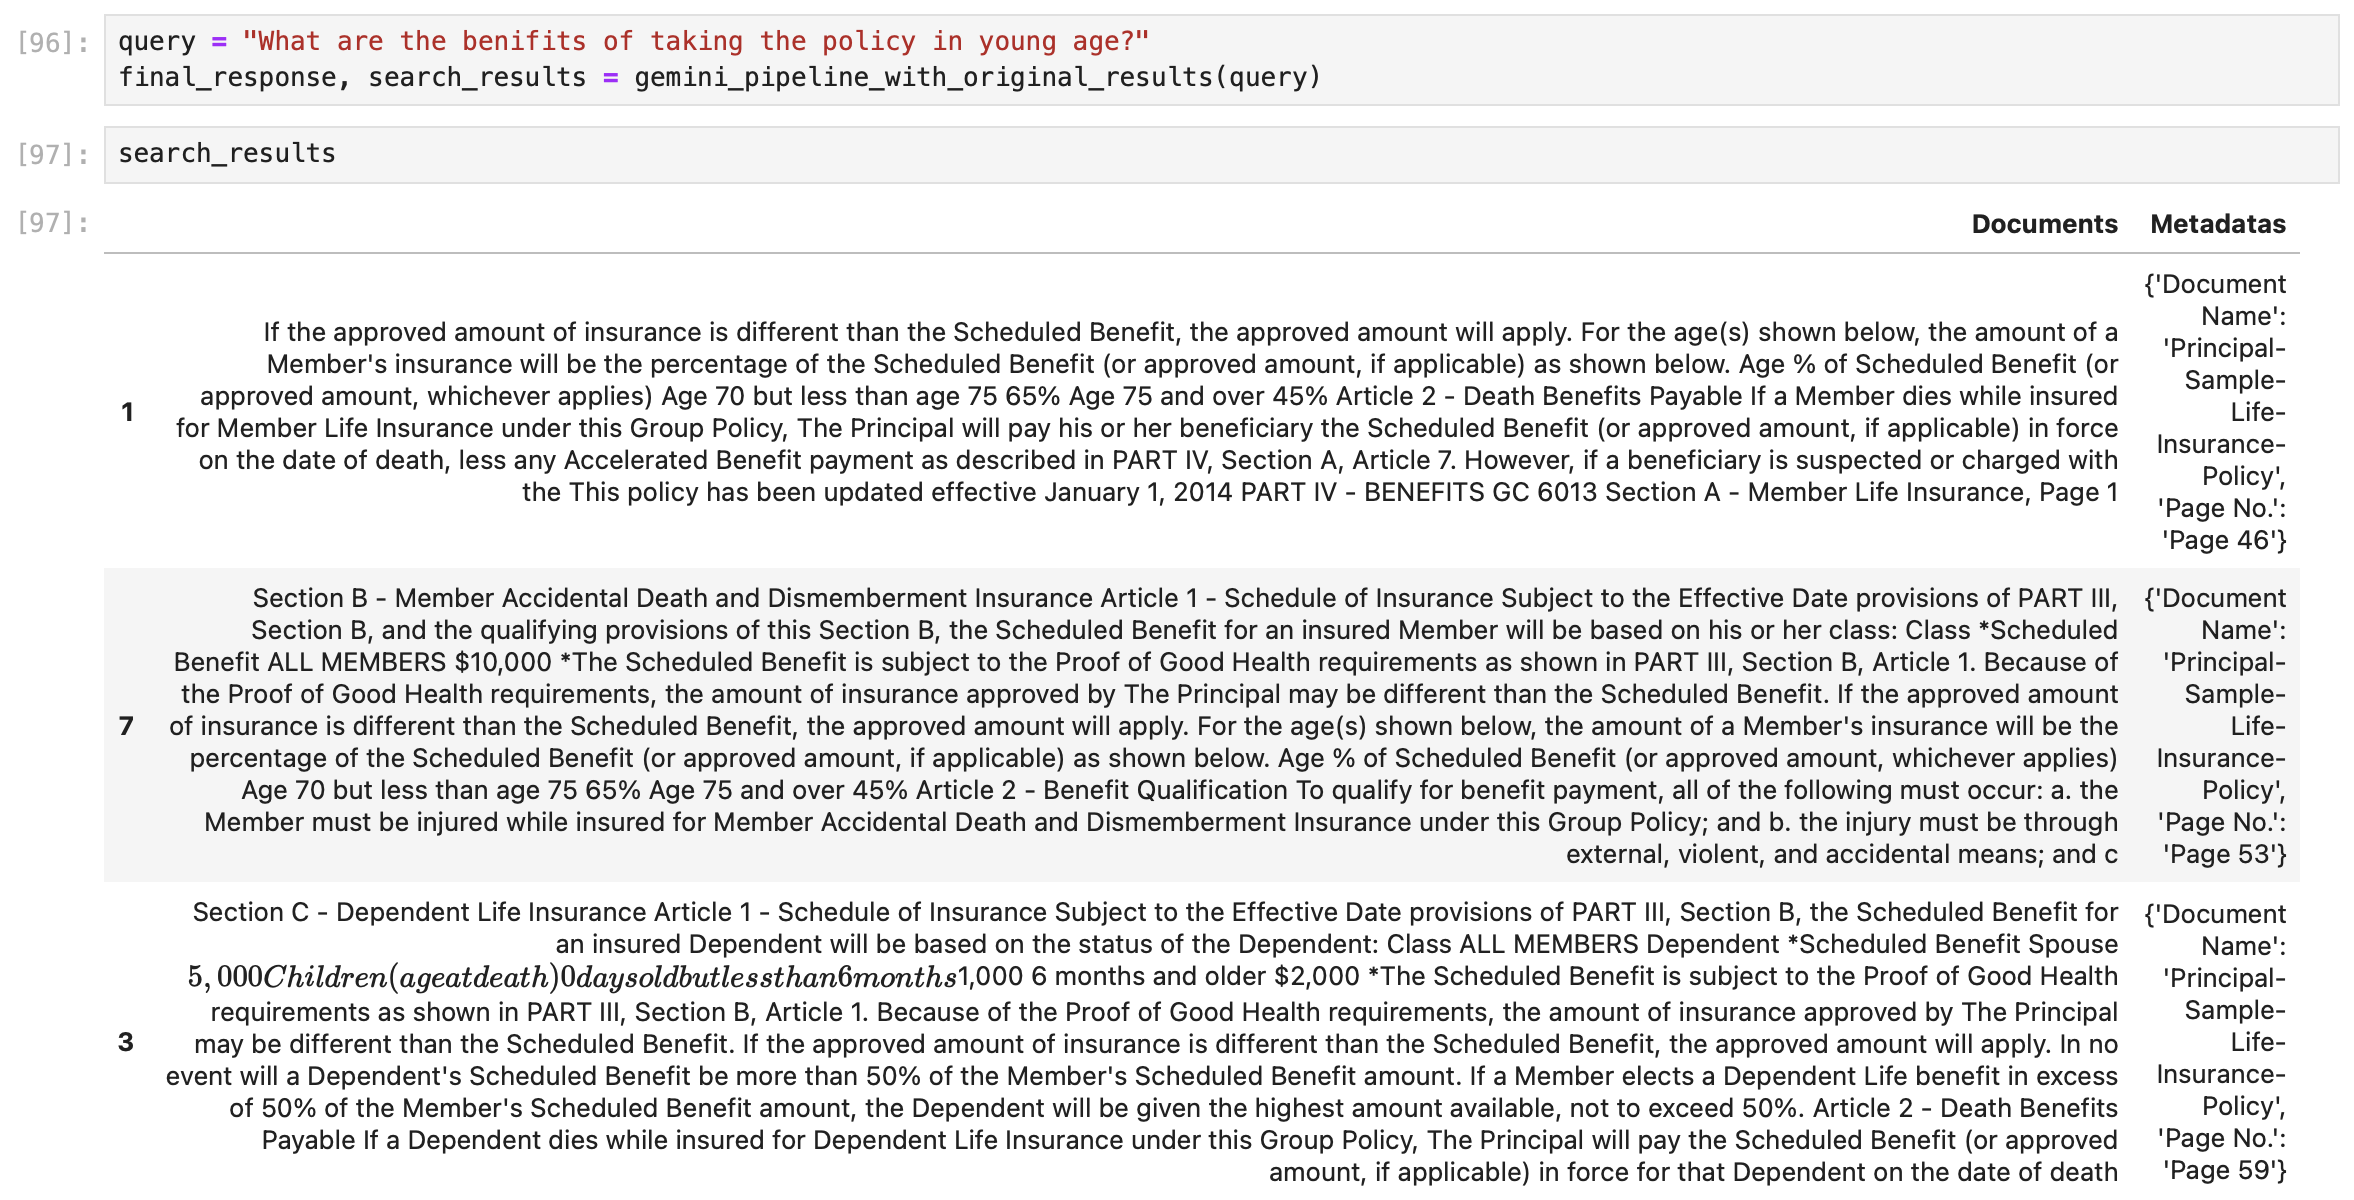 [96]: query = "What are the benifits of taking the policy in young age?"
final_response, search_results = gemini_pipeline_with_original_results(query)
[97]: search_results
[97]:
Documents Metadatas
1
If the approved amount of insurance is different than the Scheduled Benefit, the approved amount will apply. For the age(s) shown below, the amount of a
Member's insurance will be the percentage of the Scheduled Benefit (or approved amount, if applicable) as shown below. Age % of Scheduled Benefit (or
approved amount, whichever applies) Age 70 but less than age 75 65% Age 75 and over 45% Article 2 - Death Benefits Payable If a Member dies while insured
for Member Life Insurance under this Group Policy, The Principal will pay his or her beneficiary the Scheduled Benefit (or approved amount, if applicable) in force
on the date of death, less any Accelerated Benefit payment as described in PART IV, Section A, Article 7. However, if a beneficiary is suspected or charged with
the This policy has been updated effective January 1, 2014 PART IV - BENEFITS GC 6013 Section A - Member Life Insurance, Page 1
{'Document
Name':
'Principal-
Sample-
Life-
Insurance-
Policy',
'Page No.':
'Page 46'}
7
Section B - Member Accidental Death and Dismemberment Insurance Article 1 - Schedule of Insurance Subject to the Effective Date provisions of PART III,
Section B, and the qualifying provisions of this Section B, the Scheduled Benefit for an insured Member will be based on his or her class: Class *Scheduled
Benefit ALL MEMBERS $10,000 *The Scheduled Benefit is subject to the Proof of Good Health requirements as shown in PART III, Section B, Article 1. Because of
the Proof of Good Health requirements, the amount of insurance approved by The Principal may be different than the Scheduled Benefit. If the approved amount
of insurance is different than the Scheduled Benefit, the approved amount will apply. For the age(s) shown below, the amount of a Member's insurance will be the
percentage of the Scheduled Benefit (or approved amount, if applicable) as shown below. Age % of Scheduled Benefit (or approved amount, whichever applies)
Age 70 but less than age 75 65% Age 75 and over 45% Article 2 - Benefit Qualification To qualify for benefit payment, all of the following must occur: a. the
Member must be injured while insured for Member Accidental Death and Dismemberment Insurance under this Group Policy; and b. the injury must be through
external, violent, and accidental means; and c
{'Document
Name':
'Principal-
Sample-
Life-
Insurance-
Policy',
'Page No.':
'Page 53'}
3
Section C - Dependent Life Insurance Article 1 - Schedule of Insurance Subject to the Effective Date provisions of PART III, Section B, the Scheduled Benefit for
an insured Dependent will be based on the status of the Dependent: Class ALL MEMBERS Dependent *Scheduled Benefit Spouse
5,000Children(ageatdeath)0daysoldbutlessthan6months1,000 6 months and older $2,000 *The Scheduled Benefit is subject to the Proof of Good Health
requirements as shown in PART III, Section B, Article 1. Because of the Proof of Good Health requirements, the amount of insurance approved by The Principal
may be different than the Scheduled Benefit. If the approved amount of insurance is different than the Scheduled Benefit, the approved amount will apply. In no
event will a Dependent's Scheduled Benefit be more than 50% of the Member's Scheduled Benefit amount. If a Member elects a Dependent Life benefit in excess
of 50% of the Member's Scheduled Benefit amount, the Dependent will be given the highest amount available, not to exceed 50%. Article 2 - Death Benefits
Payable If a Dependent dies while insured for Dependent Life Insurance under this Group Policy, The Principal will pay the Scheduled Benefit (or approved
amount, if applicable) in force for that Dependent on the date of death
{'Document
Name':
'Principal-
Sample-
Life-
Insurance-
Policy',
'Page No.':
'Page 59'}